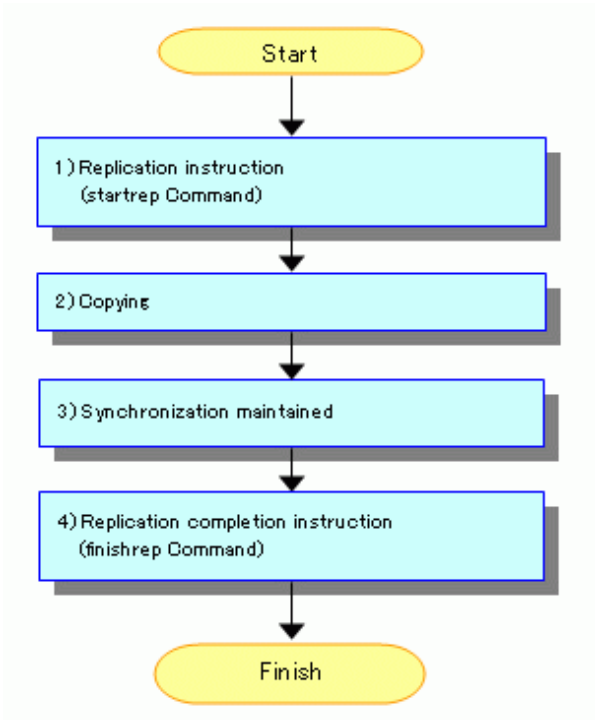 Start
1)Replication instruction
(startrep Command)
2)Copying
3)Synchronization maintained
4)Replication completion instruction
(finishrep Command)
Finish